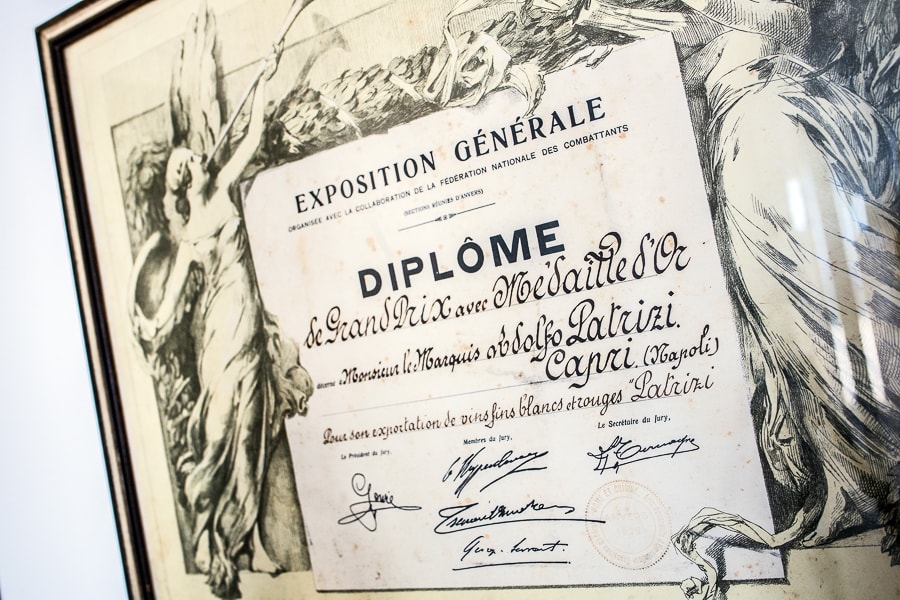 EXPOSITION GÉNÉRALE
ORGANISÉE AVEC LA COLLABORATION DE LA FÉDÉRATION NATIONALE DES COMBATTANTS
(SECTIONS RÉUNIES D'ANVERS)
DIPLÔME
de Grand Prix avec Médaille d'Or
décerné à Monsieur le Marquis Adolfo Patrizi.
Capri. (Napoli)
Pour son exportation de vins fins blancs et rouges "Patrizi
Le Président du jury, Membres du jury, Le Secrétaire du jury,